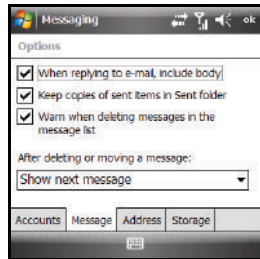 Messaging
ok
Options
When replying to e-mail, include body
Keep copies of sent items in Sent folder
Warn when deleting messages in the
message list
After deleting or moving a message:
Show next message
Accounts Message Address Storage